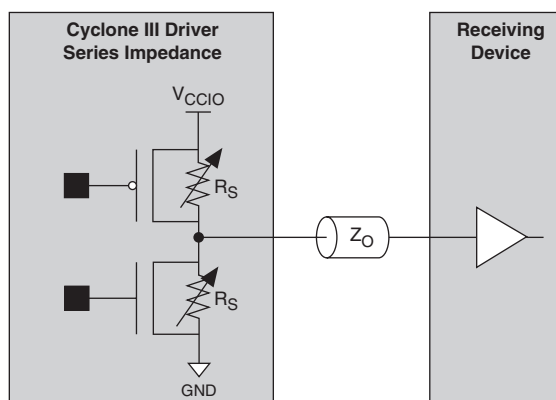 Cyclone III Driver
Series Impedance
Receiving
Device
VCCIO
RS
ZO
RS
GND